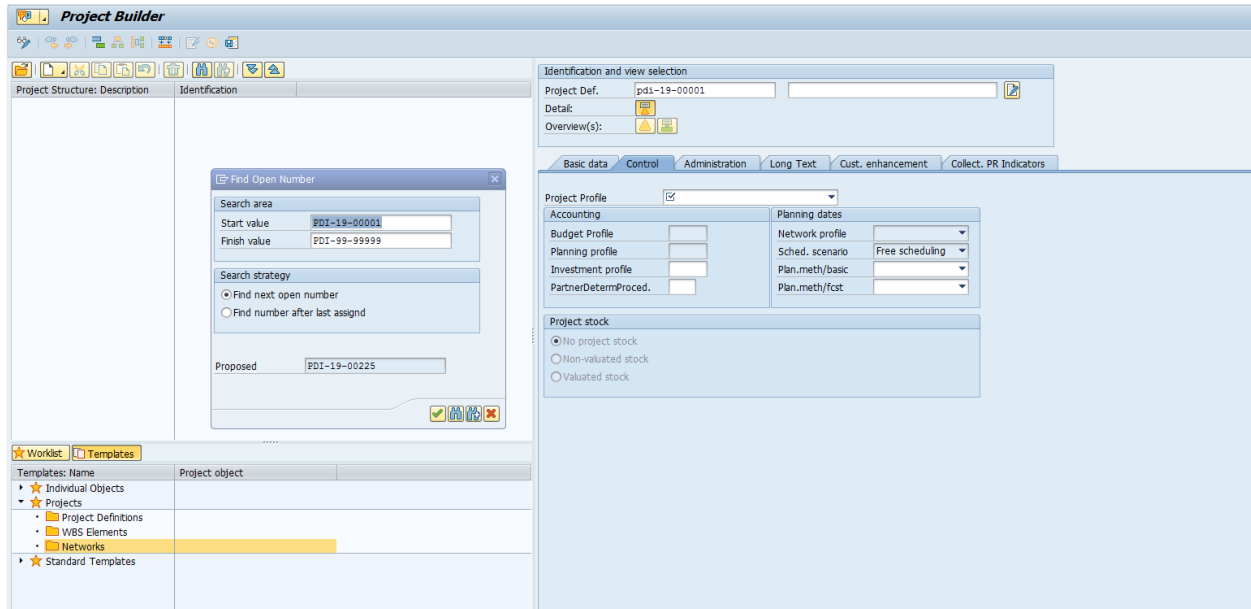 Project Builder
Project Structure: Description Identification
Identification and view selection
Project Def. pdi-19-00001
Detail:
Overview(s):
Basic data Control Administration Long Text Cust. enhancement Collect. PR Indicators
Project Profile
Accounting Planning dates
Budget Profile Network profile
Planning profile Sched. scenario Free scheduling
Investment profile Plan.meth/basic
PartnerDetermProced. Plan.meth/fcst
Project stock
No project stock
Non-valuated stock
Valuated stock
Find Open Number
Search area
Start value PDI-19-00001
Finish value PDI-99-99999
Search strategy
Find next open number
Find number after last assignd
Proposed PDI-19-00225
Worklist Templates
Templates: Name Project object
Individual Objects
Projects
Project Definitions
WBS Elements
Networks
Standard Templates